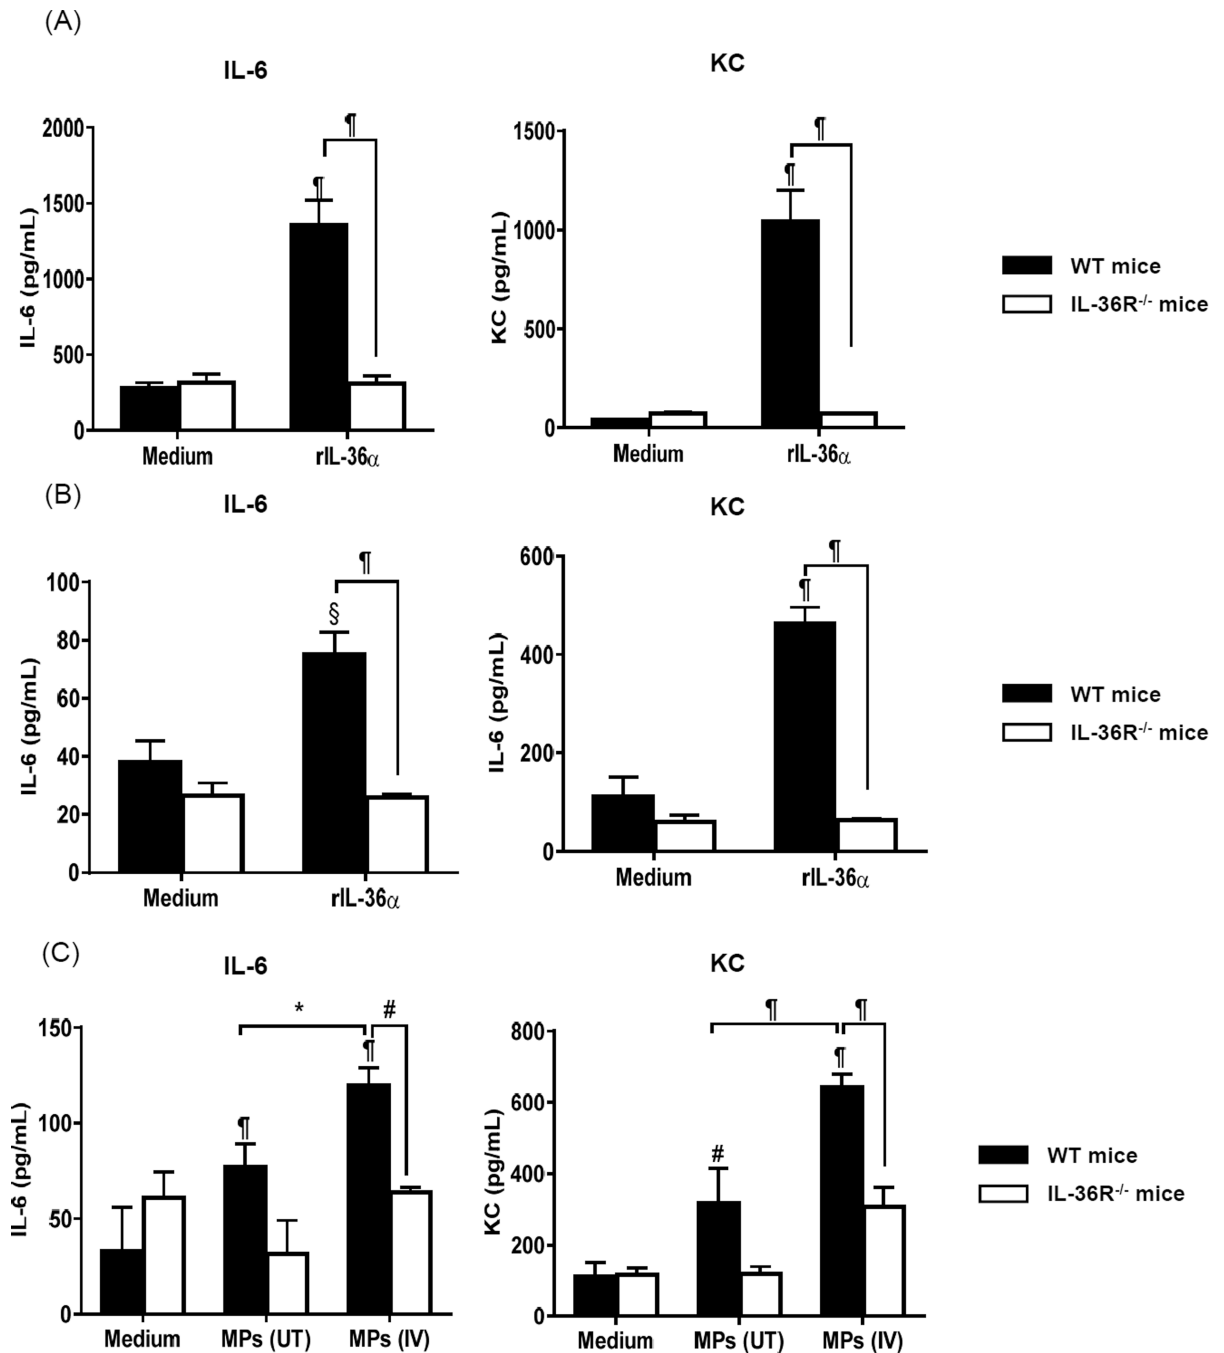 (A)
IL-6
KC
¶
¶
¶
¶
2000
1500
1000
500
0
IL-6 (pg/mL)
Medium
rIL-36α
1500
1000
500
0
KC (pg/mL)
Medium
rIL-36α
WT mice
IL-36R-/- mice
(B)
IL-6
KC
¶
§
¶
¶
100
80
60
40
20
0
IL-6 (pg/mL)
Medium
rIL-36α
600
400
200
0
IL-6 (pg/mL)
Medium
rIL-36α
WT mice
IL-36R-/- mice
(C)
IL-6
KC
*
#
¶
¶
150
100
50
0
IL-6 (pg/mL)
Medium
MPs (UT)
MPs (IV)
¶
¶
¶
#
800
600
400
200
0
KC (pg/mL)
Medium
MPs (UT)
MPs (IV)
WT mice
IL-36R-/- mice